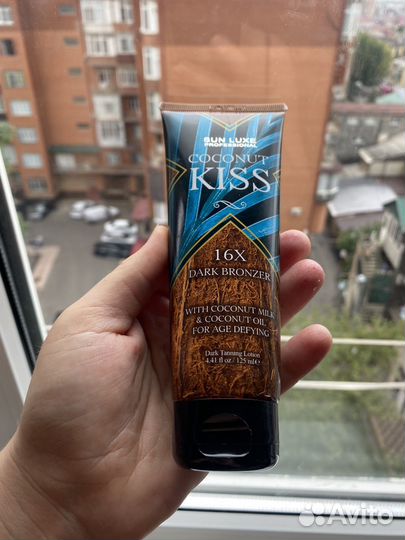 SUN LUXE
PROFESSIONAL
COCONUT
KISS
16X
DARK BRONZER
WITH COCONUT MILK
& COCONUT OIL
FOR AGE DEFYING
Dark Tanning Lotion
4.41 fl oz / 125 ml ℮
Avito